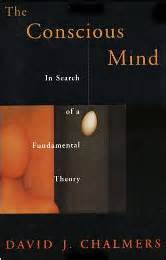 The
Conscious
Mind
In Search
of a
Fundamental
Theory
DAVID J. CHALMERS